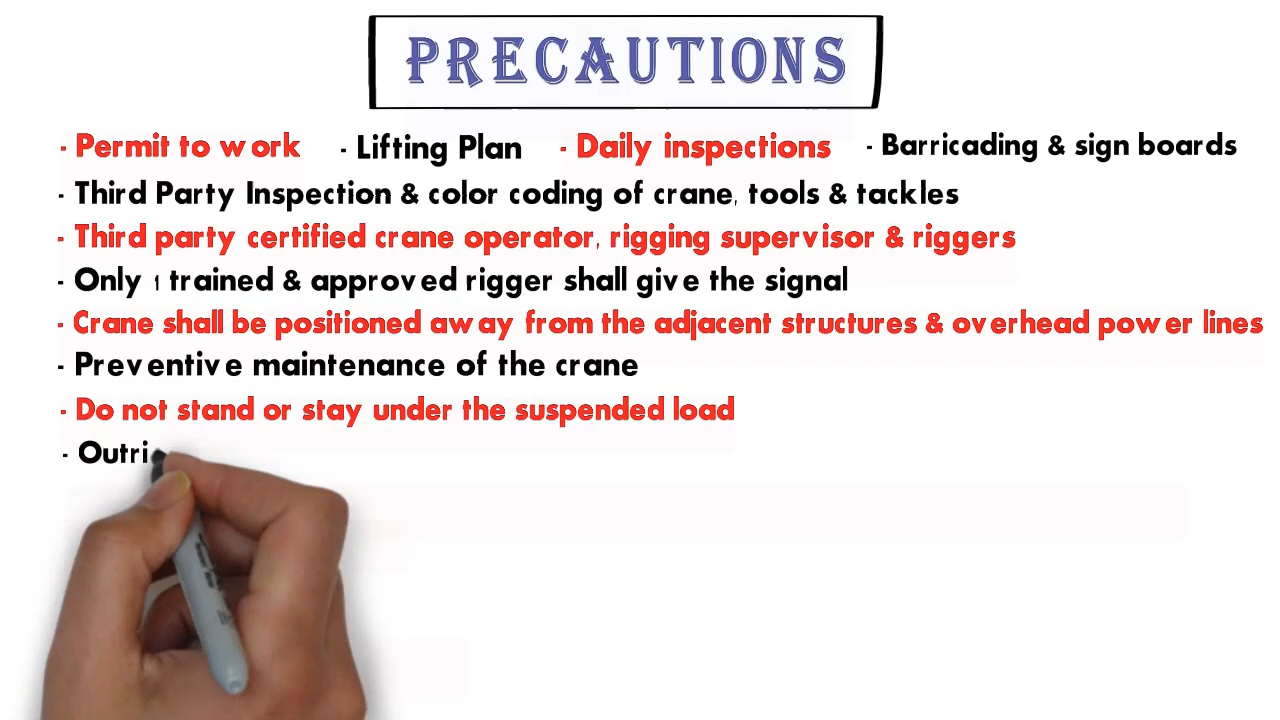 PRECAUTIONS
- Permit to work - Lifting Plan - Daily inspections - Barricading & sign boards
- Third Party Inspection & color coding of crane, tools & tackles
- Third party certified crane operator, rigging supervisor & riggers
- Only 1 trained & approved rigger shall give the signal
- Crane shall be positioned away from the adjacent structures & overhead power lines
- Preventive maintenance of the crane
- Do not stand or stay under the suspended load
- Outri